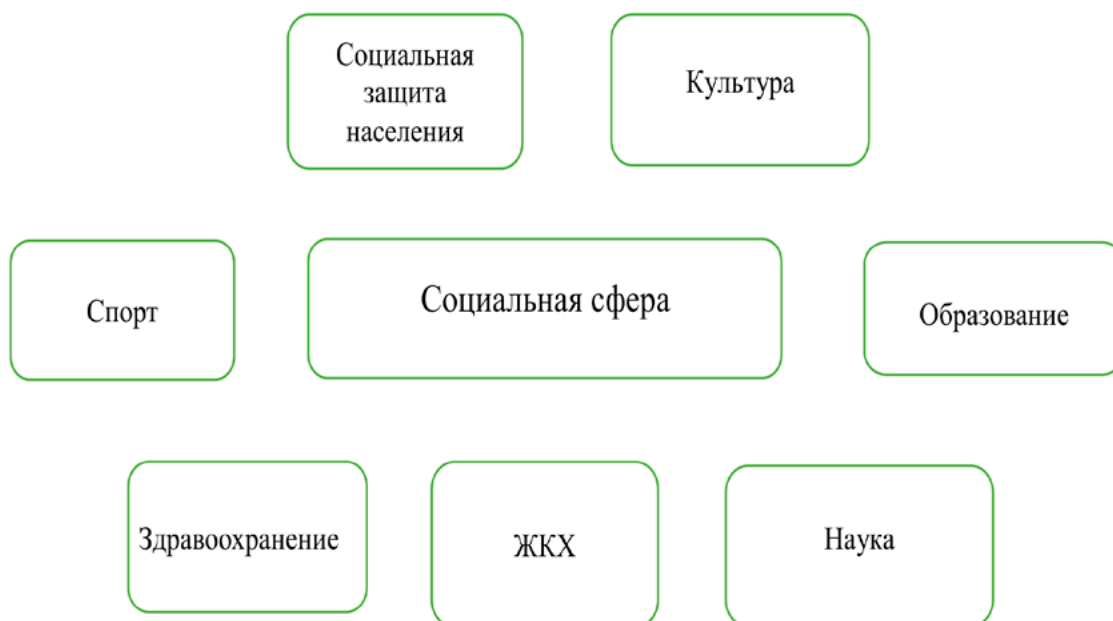 Социальная
защита
населения
Культура
Спорт
Социальная сфера
Образование
Здравоохранение
ЖКХ
Наука